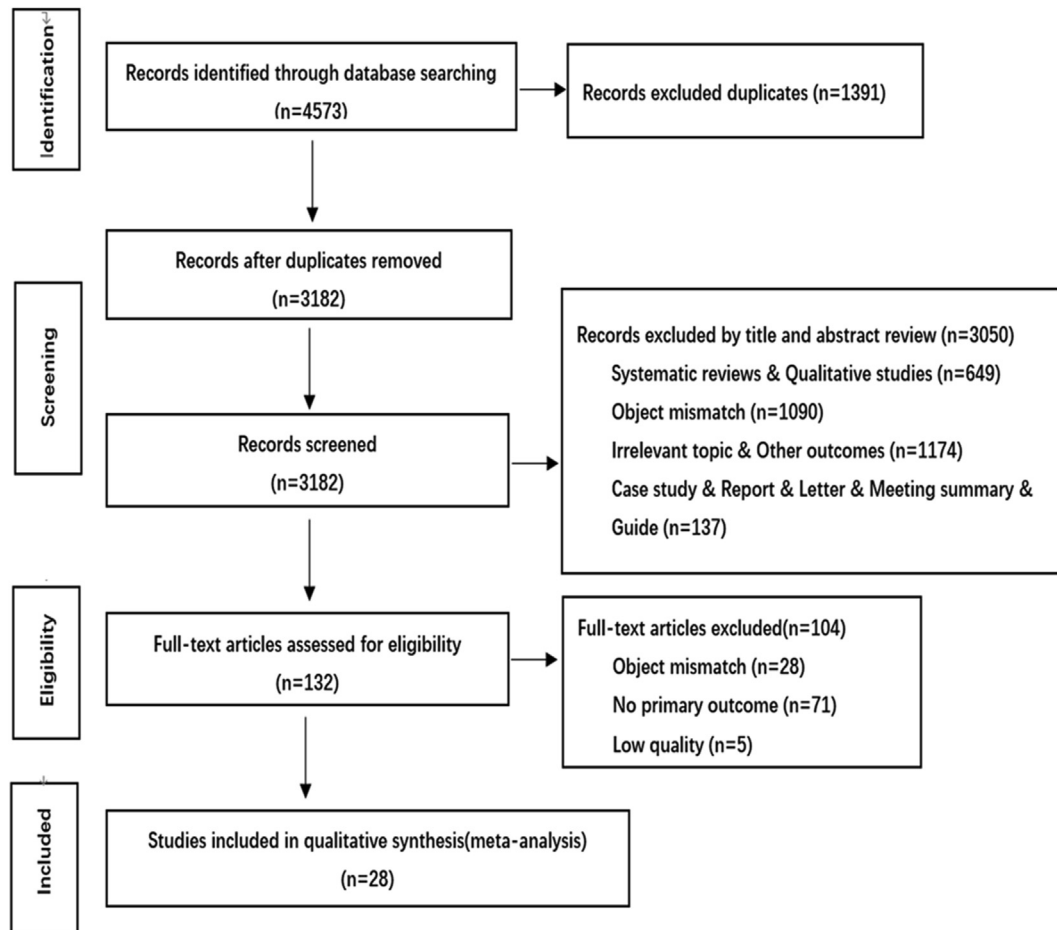 Identification
Records identified through database searching
(n=4573)
Records excluded duplicates (n=1391)
Records after duplicates removed
(n=3182)
Screening
Records excluded by title and abstract review (n=3050)
Systematic reviews & Qualitative studies (n=649)
Object mismatch (n=1090)
Irrelevant topic & Other outcomes (n=1174)
Case study & Report & Letter & Meeting summary &
Guide (n=137)
Records screened
(n=3182)
Eligibility
Full-text articles assessed for eligibility
(n=132)
Full-text articles excluded(n=104)
Object mismatch (n=28)
No primary outcome (n=71)
Low quality (n=5)
Included
Studies included in qualitative synthesis(meta-analysis)
(n=28)